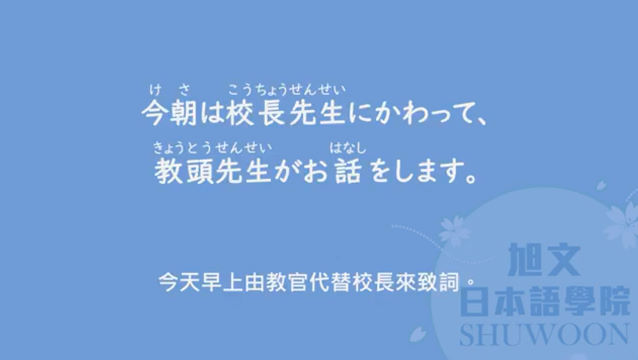 けさ こうちょうせんせい
今朝は校長先生にかわって、
きょうとうせんせい はなし
教頭先生がお話をします。
今天早上由教官代替校長來致詞。
旭文
日本語學院
SHUWOON